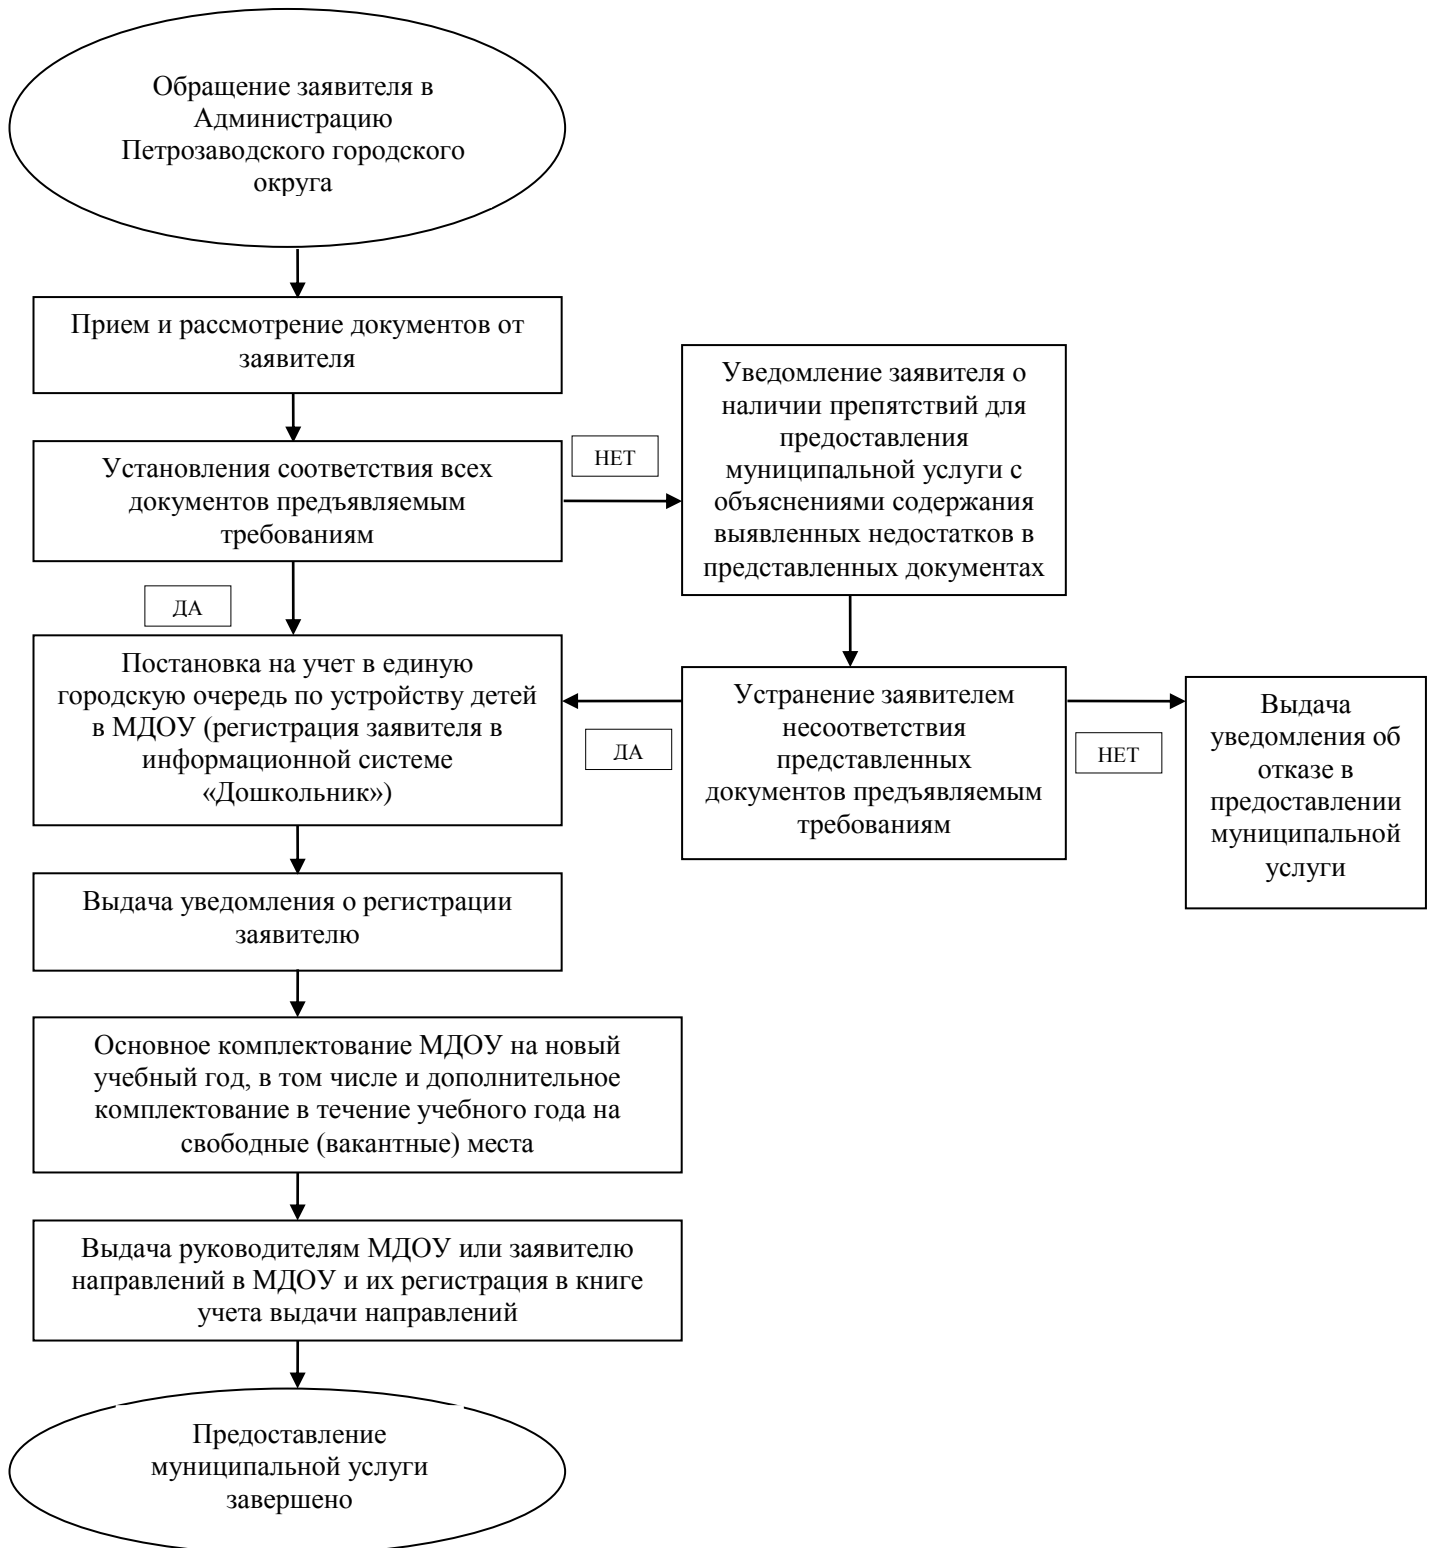 Обращение заявителя в
Администрацию
Петрозаводского городского
округа
Прием и рассмотрение документов от
заявителя
Установления соответствия всех
документов предъявляемым
требованиям
НЕТ
Уведомление заявителя о
наличии препятствий для
предоставления
муниципальной услуги с
объяснениями содержания
выявленных недостатков в
представленных документах
ДА
Постановка на учет в единую
городскую очередь по устройству детей
в МДОУ (регистрация заявителя в
информационной системе
«Дошкольник»)
ДА
Устранение заявителем
несоответствия
представленных
документов предъявляемым
требованиям
НЕТ
Выдача
уведомления об
отказе в
предоставлении
муниципальной
услуги
Выдача уведомления о регистрации
заявителю
Основное комплектование МДОУ на новый
учебный год, в том числе и дополнительное
комплектование в течение учебного года на
свободные (вакантные) места
Выдача руководителям МДОУ или заявителю
направлений в МДОУ и их регистрация в книге
учета выдачи направлений
Предоставление
муниципальной услуги
завершено